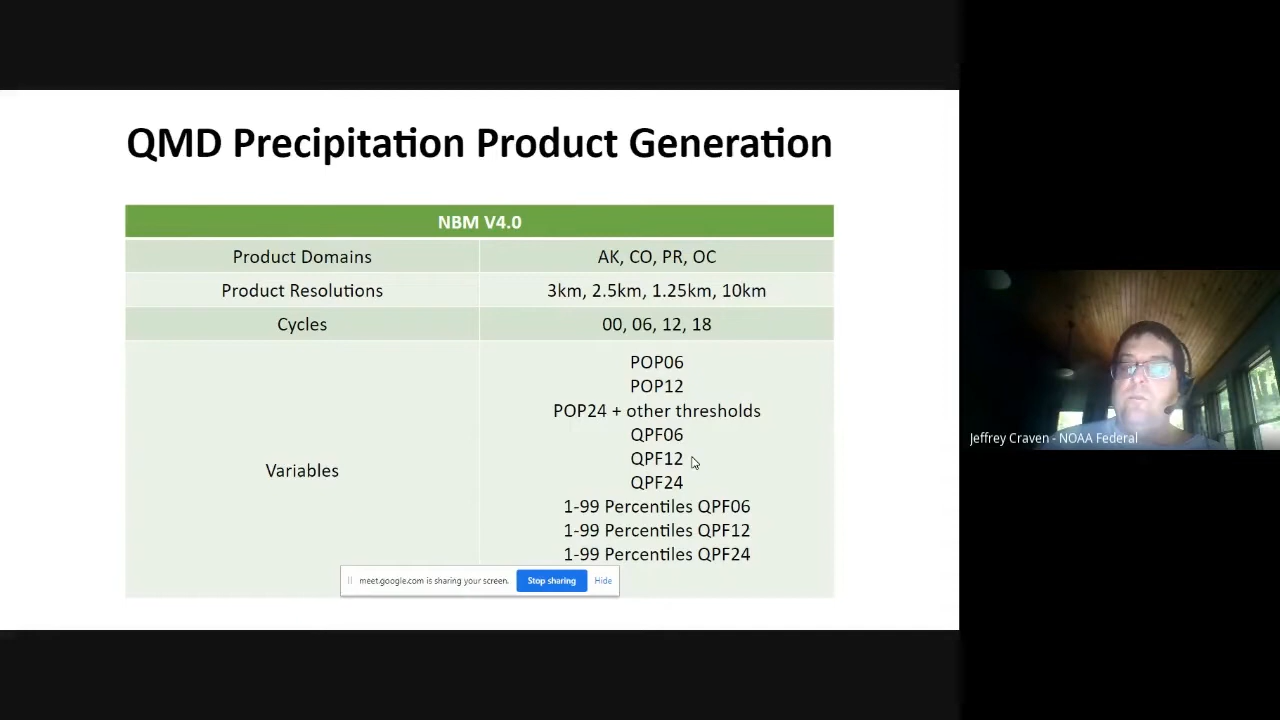 QMD Precipitation Product Generation
NBM V4.0
Product Domains
AK, CO, PR, OC
Product Resolutions
3km, 2.5km, 1.25km, 10km
Cycles
00, 06, 12, 18
Variables
POP06
POP12
POP24 + other thresholds
QPF06
QPF12
QPF24
1-99 Percentiles QPF06
1-99 Percentiles QPF12
1-99 Percentiles QPF24
meet.google.com is sharing your screen.
Stop sharing
Hide
Jeffrey Craven - NOAA Federal